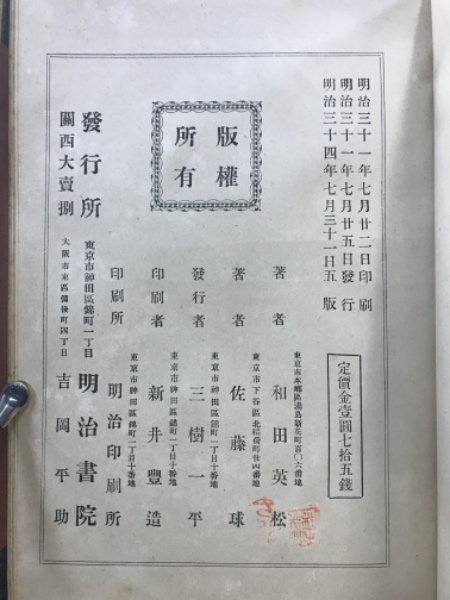 明治三十一年七月廿二日印刷
明治三十一年七月廿五日發行
明治三十四年七月三十一日五版
定價金壹圓七拾五錢
版權
所有
東京市本鄉區湯島新花町百〇六番地
著者 和田英松
東京市下谷區北稻荷町廿四番地
著者 佐藤球
東京市神田區錦町一丁目十番地
發行者 三樹一平
東京市神田區錦町一丁目十番地
印刷者 新井豐造
東京市神田區錦町一丁目十番地
印刷所 明治印刷所
發行所 東京市神田區錦町一丁目 明治書院
關西大賣捌 大阪市東區備後町四丁目 吉岡平助